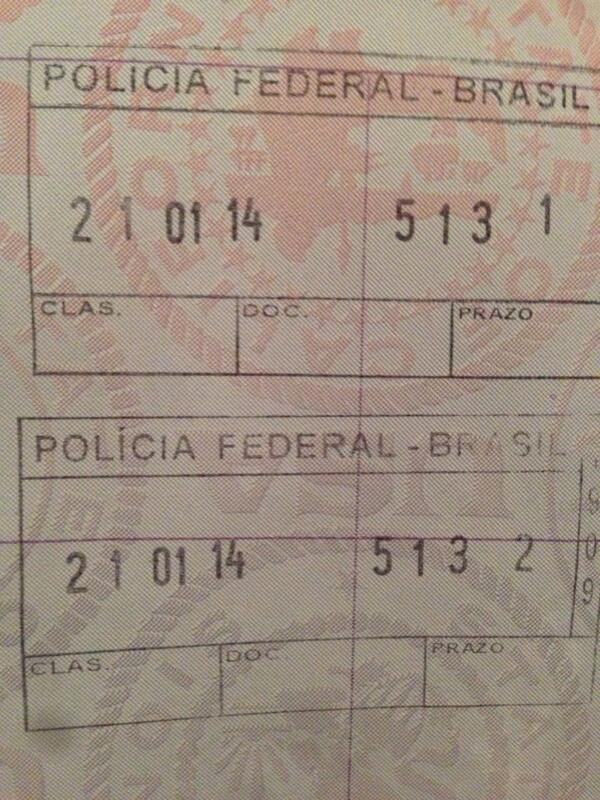 POLÍCIA FEDERAL - BRASIL
21 01 14 513 1
CLAS. DOC. PRAZO
POLÍCIA FEDERAL - BRASIL
21 01 14 513 2
CLAS. DOC. PRAZO